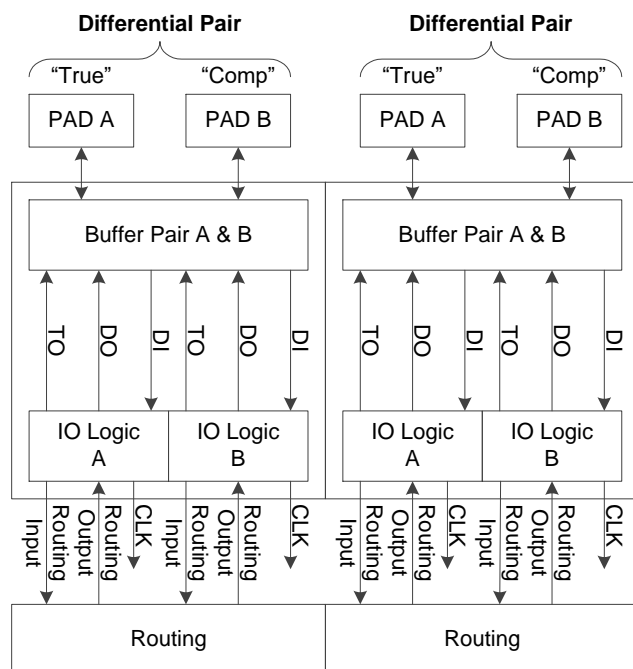 Differential Pair Differential Pair
“True” “Comp” “True” “Comp”
PAD A PAD B PAD A PAD B
Buffer Pair A & B Buffer Pair A & B
TO DO DI TO DO DI TO DO DI TO DO DI
IO Logic IO Logic IO Logic IO Logic
A B A B
Routing Input Routing Output CLK Routing Input Routing Output CLK Routing Input Routing Output CLK Routing Input Routing Output CLK
Routing Routing